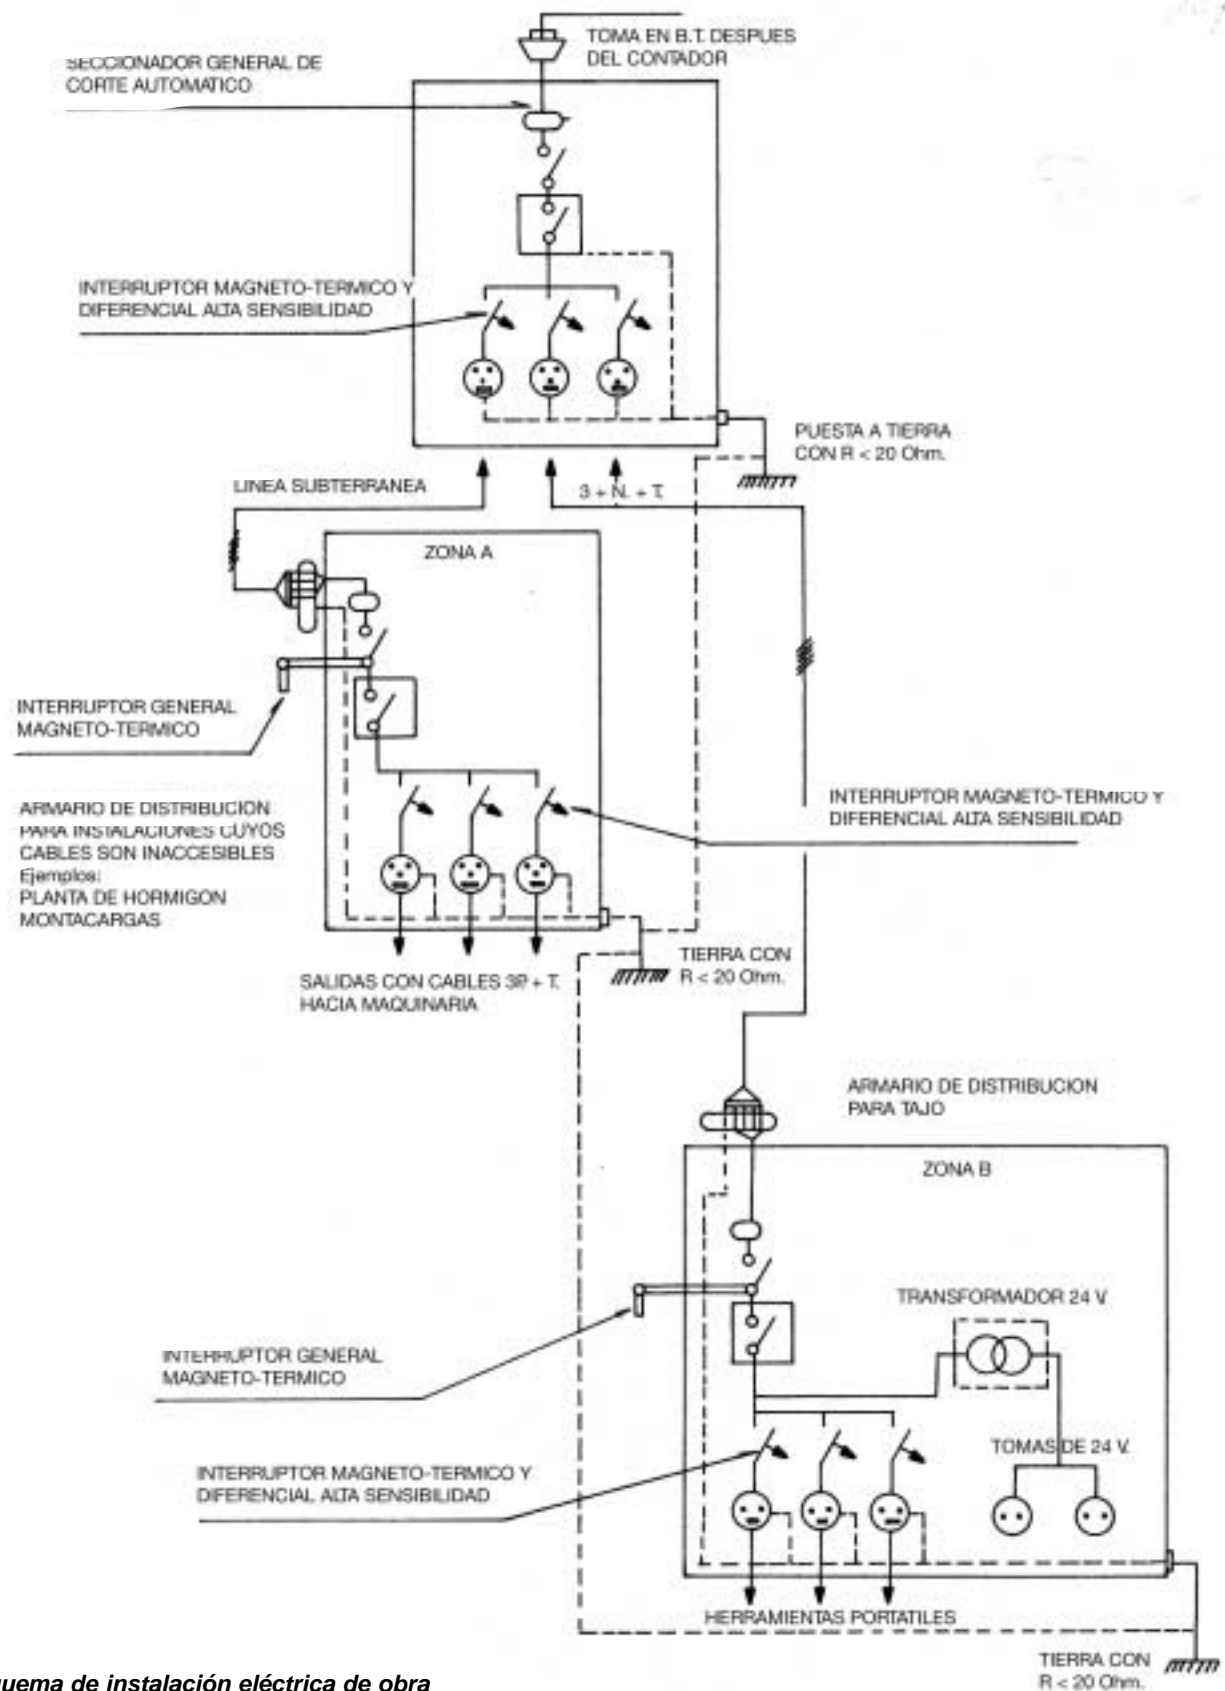 TOMA EN B.T. DESPUES
DEL CONTADOR
SECCIONADOR GENERAL DE
CORTE AUTOMATICO
INTERRUPTOR MAGNETO-TERMICO Y
DIFERENCIAL ALTA SENSIBILIDAD
PUESTA A TIERRA
CON R < 20 Ohm.
LINEA SUBTERRANEA
3 + N. + T.
ZONA A
INTERRUPTOR GENERAL
MAGNETO-TERMICO
ARMARIO DE DISTRIBUCION
PARA INSTALACIONES CUYOS
CABLES SON INACCESIBLES
Ejemplos:
PLANTA DE HORMIGON
MONTACARGAS
INTERRUPTOR MAGNETO-TERMICO Y
DIFERENCIAL ALTA SENSIBILIDAD
SALIDAS CON CABLES 3P. + T.
HACIA MAQUINARIA
TIERRA CON
R < 20 Ohm.
ARMARIO DE DISTRIBUCION
PARA TAJO
ZONA B
TRANSFORMADOR 24 V.
INTERRUPTOR GENERAL
MAGNETO-TERMICO
TOMAS DE 24 V.
INTERRUPTOR MAGNETO-TERMICO Y
DIFERENCIAL ALTA SENSIBILIDAD
HERRAMIENTAS PORTATILES
TIERRA CON
R < 20 Ohm.
uema de instalación eléctrica de obra